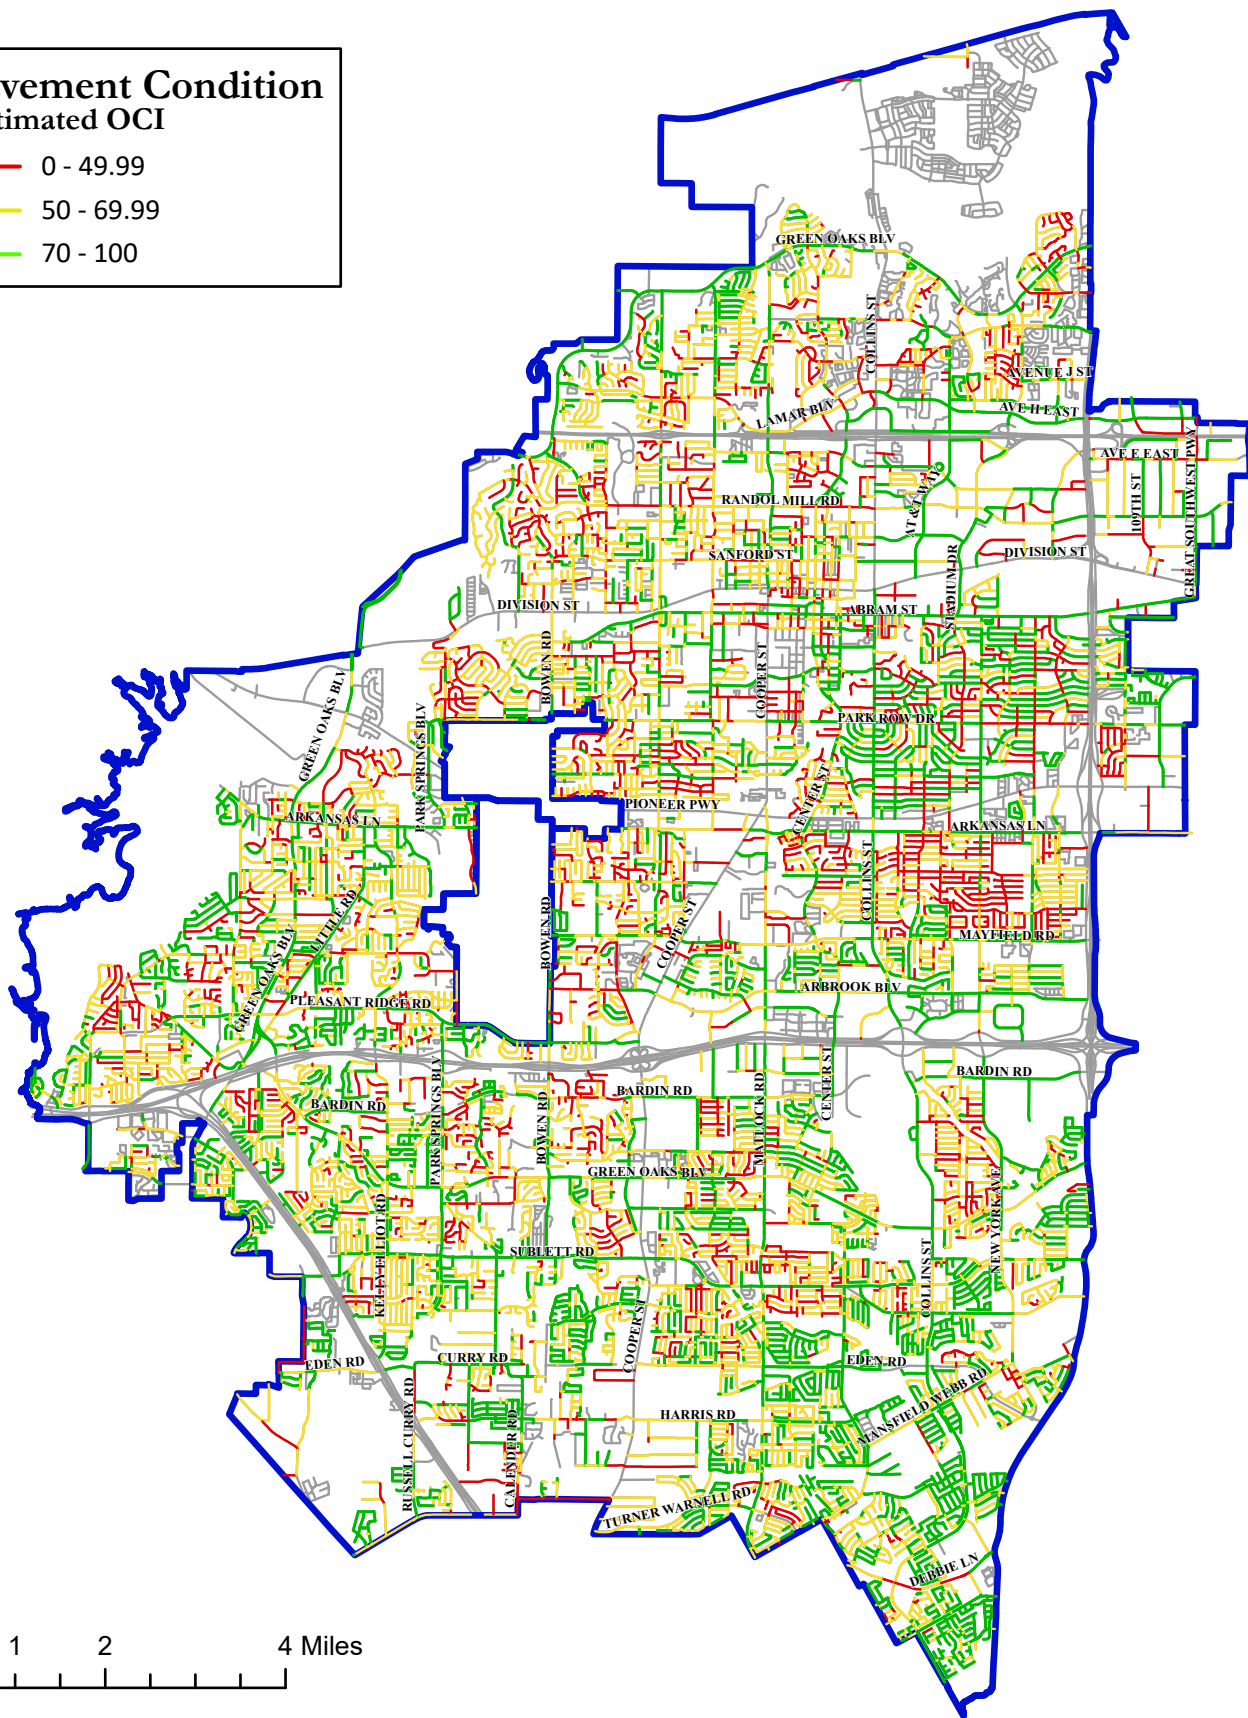 vement Condition
timated OCI
0 - 49.99
50 - 69.99
70 - 100
GREEN OAKS BLV
COLLINS ST
AVENUE J ST
LAMAR BLV
AVE H EAST
AVE E EAST
GREAT SOUTHWEST PWY
109TH ST
RANDOL MILL RD
AT & T WAY
SANFORD ST
DIVISION ST
STADIUM DR
DIVISION ST
ABRAM ST
BOWEN RD
COOPER ST
GREEN OAKS BLV
PARK SPRINGS BLV
PARK ROW DR
CENTER ST
PIONEER PWY
ARKANSAS LN
ARKANSAS LN
COLLINS ST
LITTLE RD
GREEN OAKS BLV
BOWEN RD
COOPER ST
MAYFIELD RD
PLEASANT RIDGE RD
ARBROOK BLV
BARDIN RD
BARDIN RD
BARDIN RD
PARK SPRINGS BLV
BOWEN RD
MATLOCK RD
CENTER ST
GREEN OAKS BLV
NEW YORK AVE
KELLY ELLIOT RD
SUBLETT RD
COLLINS ST
COOPER ST
EDEN RD
CURRY RD
EDEN RD
MANSFIELD WEBB RD
HARRIS RD
RUSSELL CURRY RD
CALENDER RD
TURNER WARNELL RD
DEBBIE LN
1 2 4 Miles